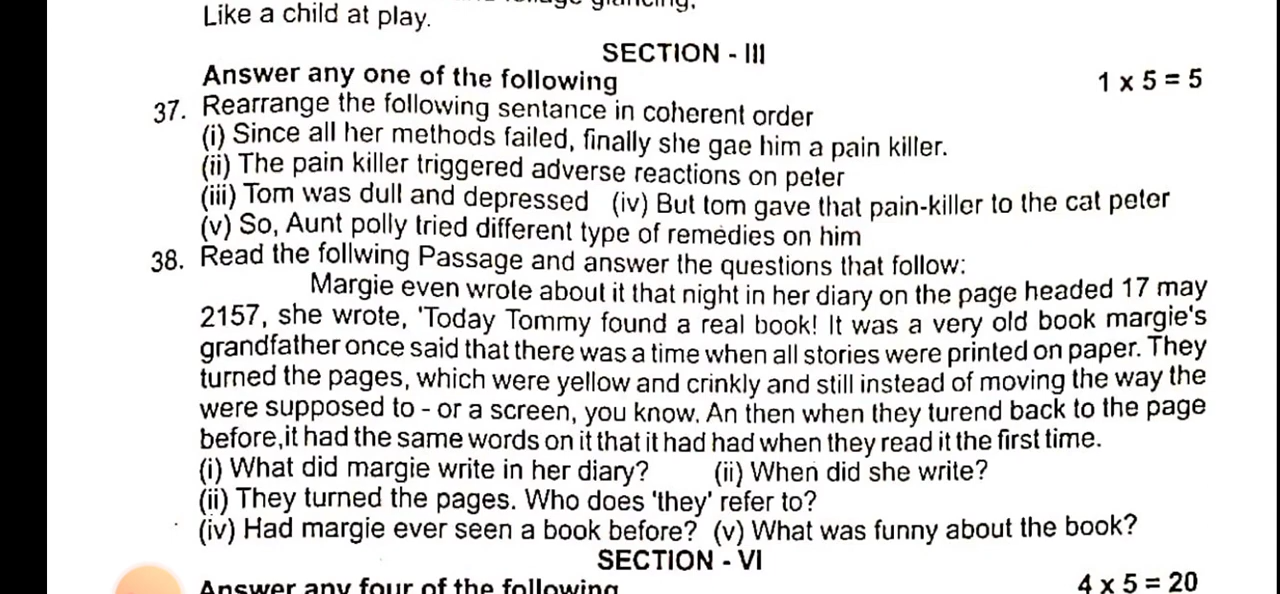 Like a child at play.
SECTION - III
Answer any one of the following 1 x 5 = 5
37. Rearrange the following sentance in coherent order
(i) Since all her methods failed, finally she gae him a pain killer.
(ii) The pain killer triggered adverse reactions on peter
(iii) Tom was dull and depressed (iv) But tom gave that pain-killer to the cat peter
(v) So, Aunt polly tried different type of remedies on him
38. Read the follwing Passage and answer the questions that follow:
Margie even wrote about it that night in her diary on the page headed 17 may
2157, she wrote, 'Today Tommy found a real book! It was a very old book margie's
grandfather once said that there was a time when all stories were printed on paper. They
turned the pages, which were yellow and crinkly and still instead of moving the way the
were supposed to - or a screen, you know. An then when they turend back to the page
before,it had the same words on it that it had had when they read it the first time.
(i) What did margie write in her diary? (ii) When did she write?
(ii) They turned the pages. Who does 'they' refer to?
(iv) Had margie ever seen a book before? (v) What was funny about the book?
SECTION - VI
Answer any four of the following 4 x 5 = 20